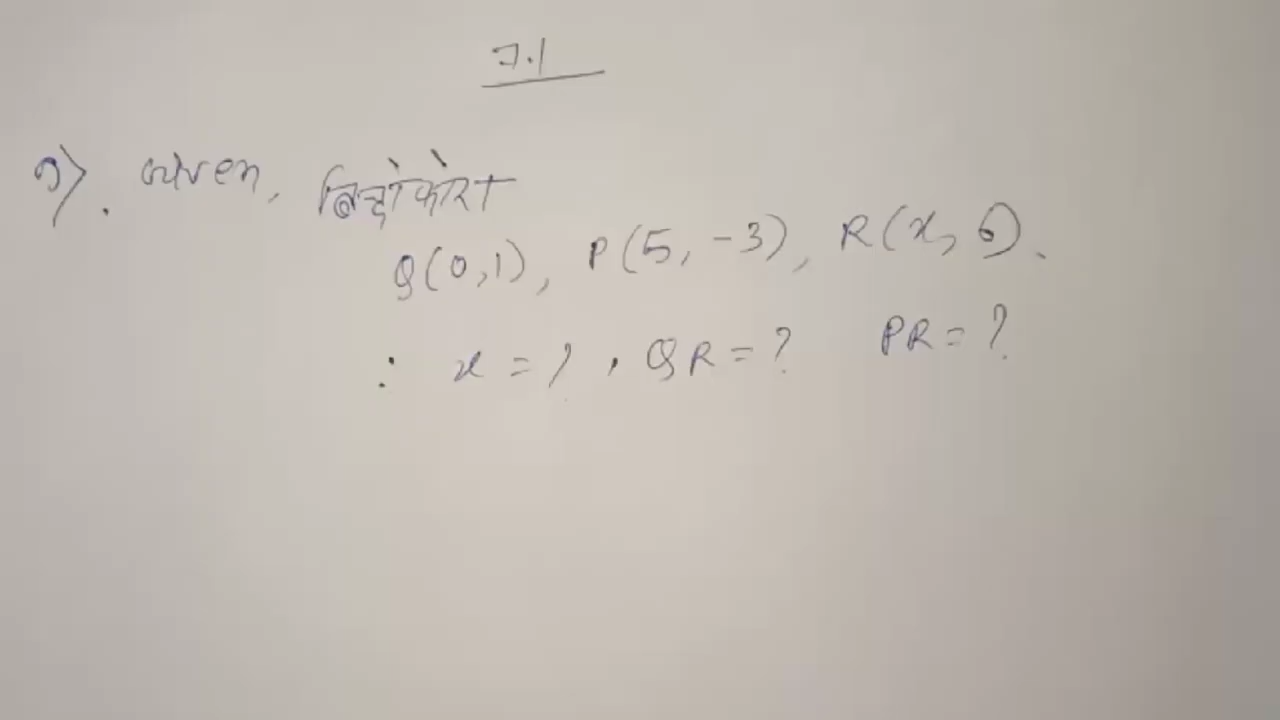 7.1
9). Given,
Q(0,1), P(5, -3), R(x, 6).
∴ x = ?, QR = ? PR = ?